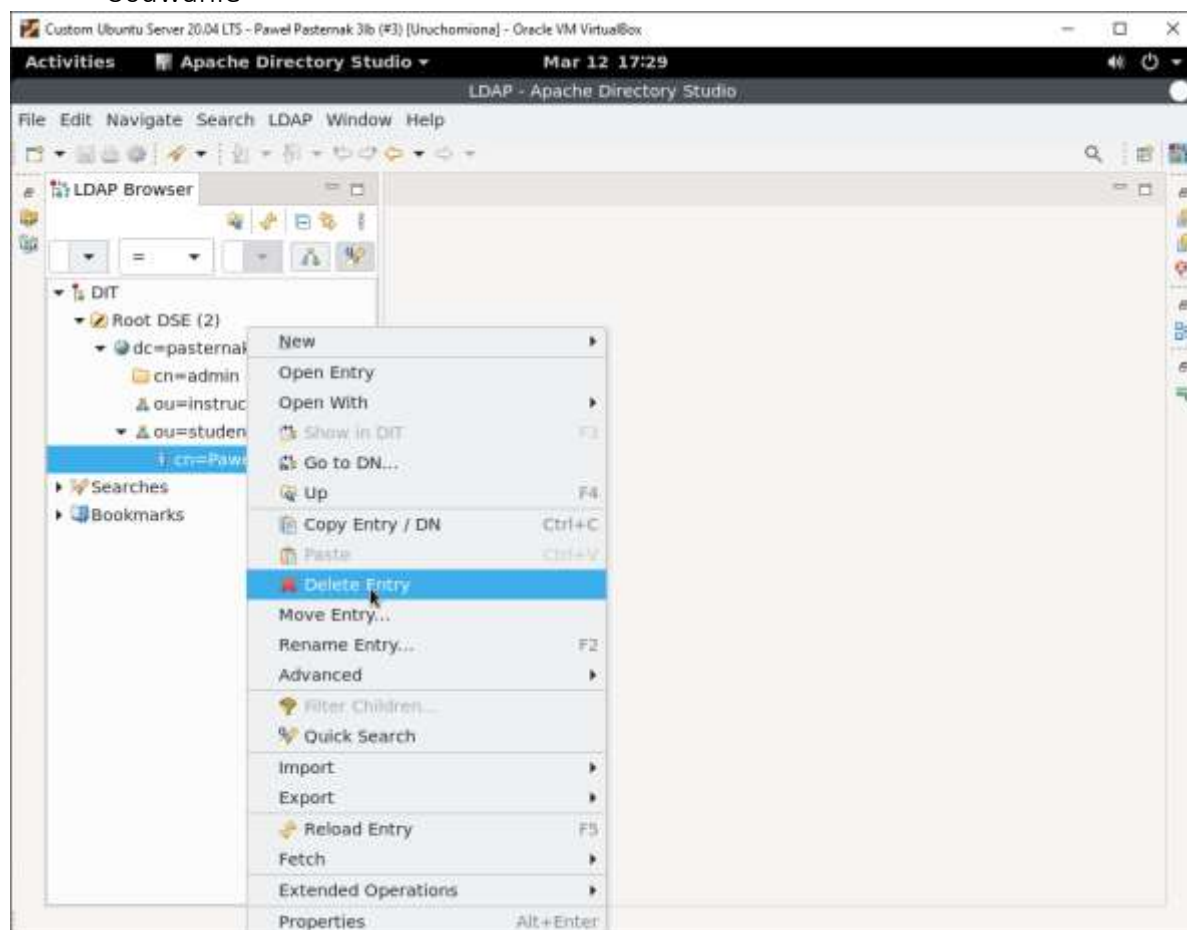 Usuwanie
Custom Ubuntu Server 20.04 LTS - Paweł Pasternak 3Ib (#3) [Uruchomiona] - Oracle VM VirtualBox
Activities Apache Directory Studio Mar 12 17:29
LDAP - Apache Directory Studio
File Edit Navigate Search LDAP Window Help
LDAP Browser
=
DIT
Root DSE (2)
dc=pasternak
cn=admin
ou=instruc
ou=studen
cn=Pawe
Searches
Bookmarks
New
Open Entry
Open With
Show in DIT F3
Go to DN...
Up F4
Copy Entry / DN Ctrl+C
Paste Ctrl+V
Delete Entry
Move Entry...
Rename Entry... F2
Advanced
Filter Children...
Quick Search
Import
Export
Reload Entry F5
Fetch
Extended Operations
Properties Alt+Enter